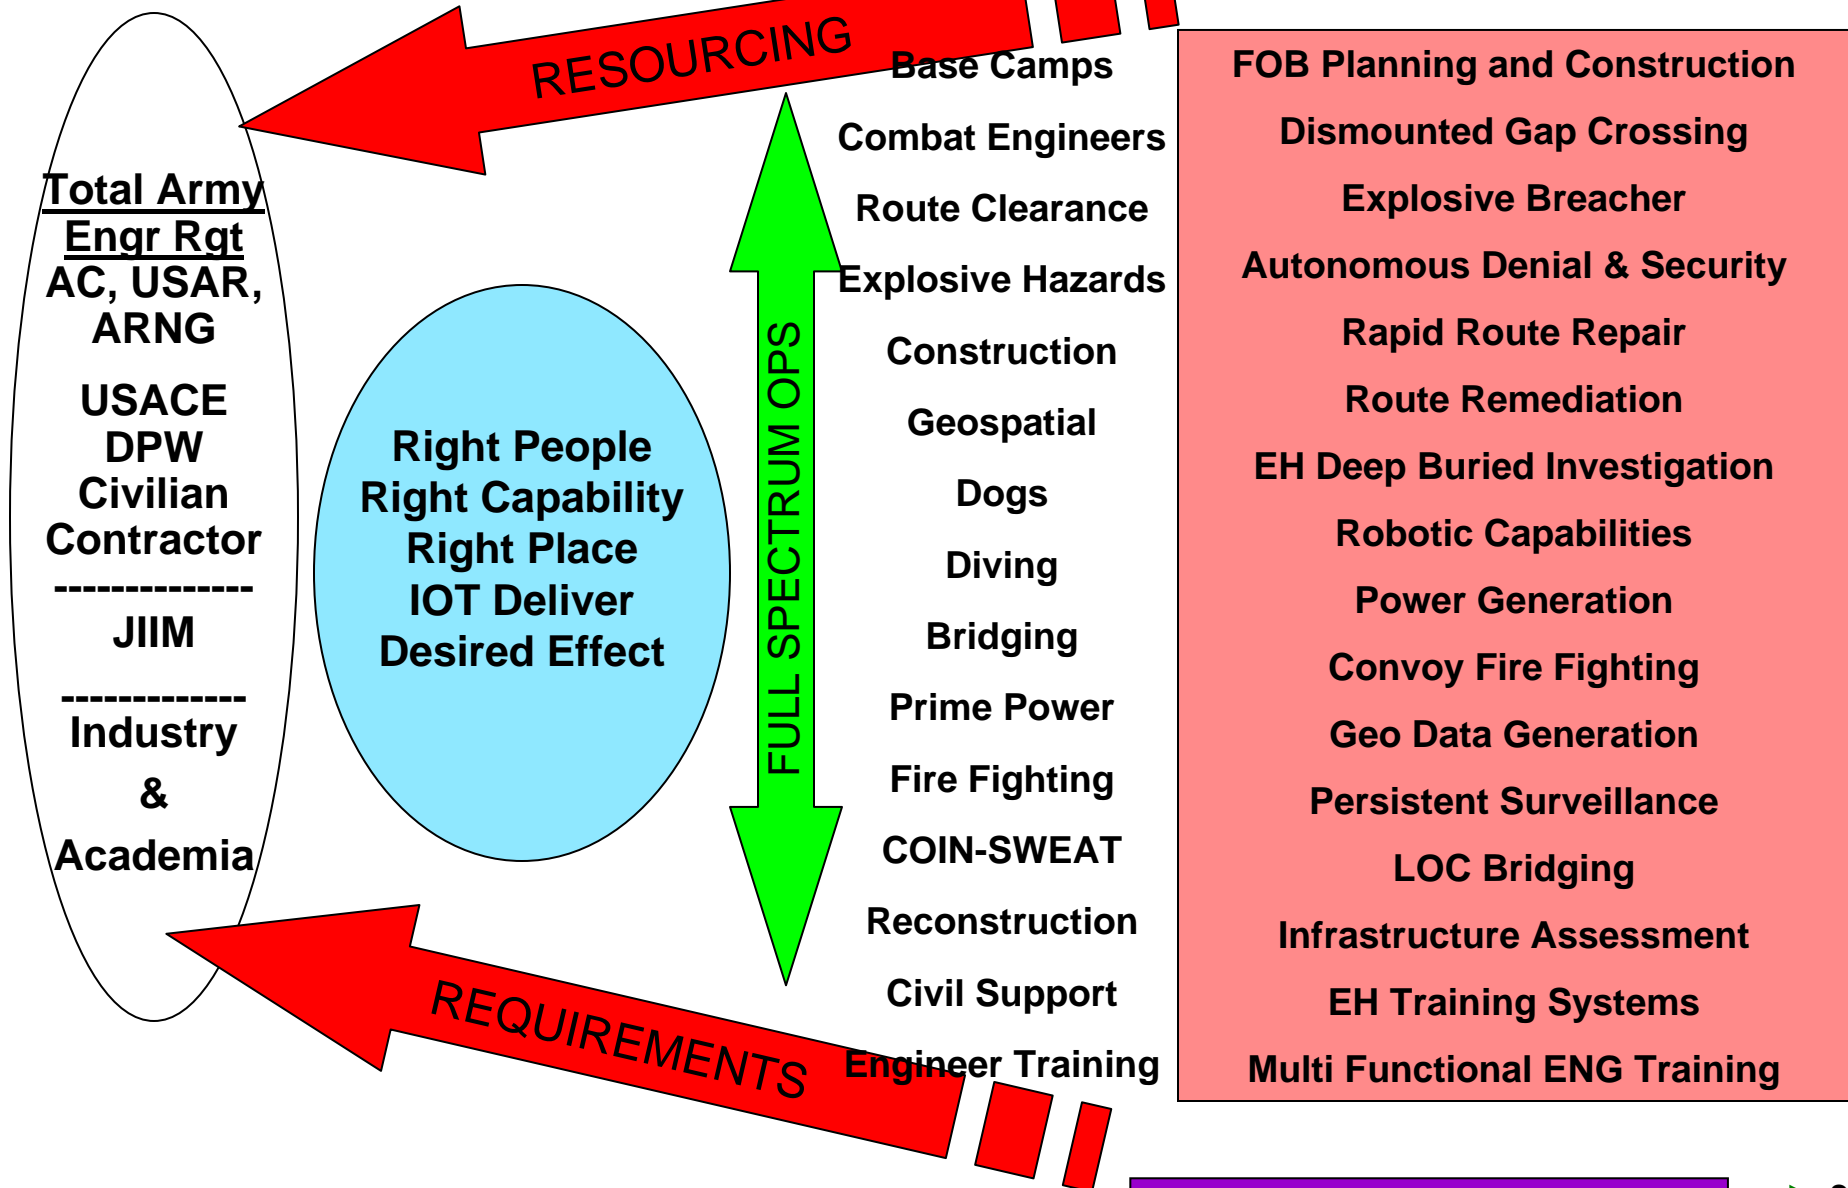 RESOURCING
Total Army
Engr Rgt
AC, USAR,
ARNG
USACE
DPW
Civilian
Contractor
--------------
JIIM
-------------
Industry
&
Academia
Right People
Right Capability
Right Place
IOT Deliver
Desired Effect
FULL SPECTRUM OPS
Base Camps
Combat Engineers
Route Clearance
Explosive Hazards
Construction
Geospatial
Dogs
Diving
Bridging
Prime Power
Fire Fighting
COIN-SWEAT
Reconstruction
Civil Support
Engineer Training
FOB Planning and Construction
Dismounted Gap Crossing
Explosive Breacher
Autonomous Denial & Security
Rapid Route Repair
Route Remediation
EH Deep Buried Investigation
Robotic Capabilities
Power Generation
Convoy Fire Fighting
Geo Data Generation
Persistent Surveillance
LOC Bridging
Infrastructure Assessment
EH Training Systems
Multi Functional ENG Training
REQUIREMENTS